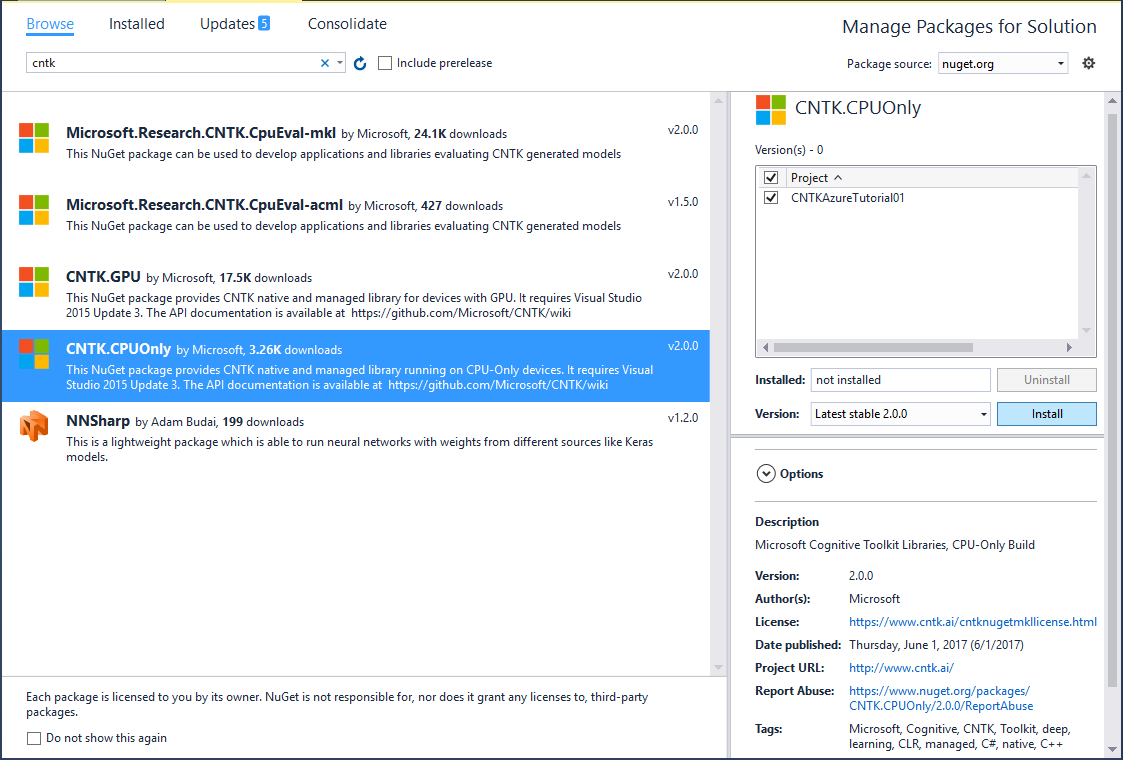 Browse Installed Updates 5 Consolidate
Manage Packages for Solution
cntk
Include prerelease
Package source: nuget.org
Microsoft.Research.CNTK.CpuEval-mkl by Microsoft, 24.1K downloads v2.0.0
This NuGet package can be used to develop applications and libraries evaluating CNTK generated models
Microsoft.Research.CNTK.CpuEval-acml by Microsoft, 427 downloads v1.5.0
This NuGet package can be used to develop applications and libraries evaluating CNTK generated models
CNTK.GPU by Microsoft, 17.5K downloads v2.0.0
This NuGet package provides CNTK native and managed library for devices with GPU. It requires Visual Studio
2015 Update 3. The API documentation is available at https://github.com/Microsoft/CNTK/wiki
CNTK.CPUOnly by Microsoft, 3.26K downloads v2.0.0
This NuGet package provides CNTK native and managed library running on CPU-Only devices. It requires Visual
Studio 2015 Update 3. The API documentation is available at https://github.com/Microsoft/CNTK/wiki
NNSharp by Adam Budai, 199 downloads v1.2.0
This is a lightweight package which is able to run neural networks with weights from different sources like Keras
models.
Each package is licensed to you by its owner. NuGet is not responsible for, nor does it grant any licenses to, third-party
packages.
Do not show this again
CNTK.CPUOnly
Version(s) - 0
Project
CNTKAzureTutorial01
Installed: not installed Uninstall
Version: Latest stable 2.0.0 Install
Options
Description
Microsoft Cognitive Toolkit Libraries, CPU-Only Build
Version: 2.0.0
Author(s): Microsoft
License: https://www.cntk.ai/cntknugetmkllicense.html
Date published: Thursday, June 1, 2017 (6/1/2017)
Project URL: http://www.cntk.ai/
Report Abuse: https://www.nuget.org/packages/
CNTK.CPUOnly/2.0.0/ReportAbuse
Tags: Microsoft, Cognitive, CNTK, Toolkit, deep,
learning, CLR, managed, C#, native, C++